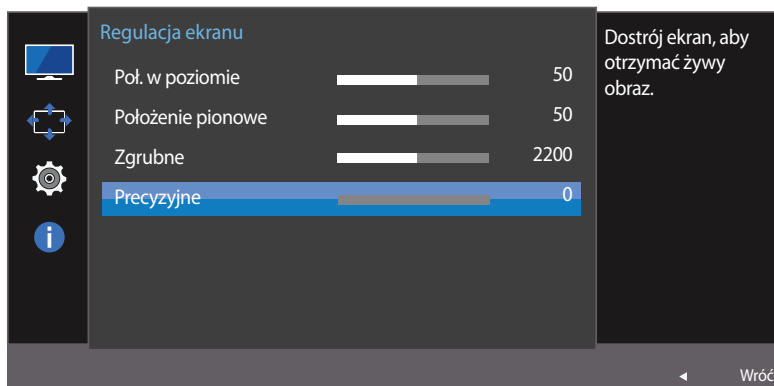 Regulacja ekranu
Poł. w poziomie 50
Położenie pionowe 50
Zgrubne 2200
Precyzyjne 0
Dostrój ekran, aby
otrzymać żywy
obraz.
Wróć